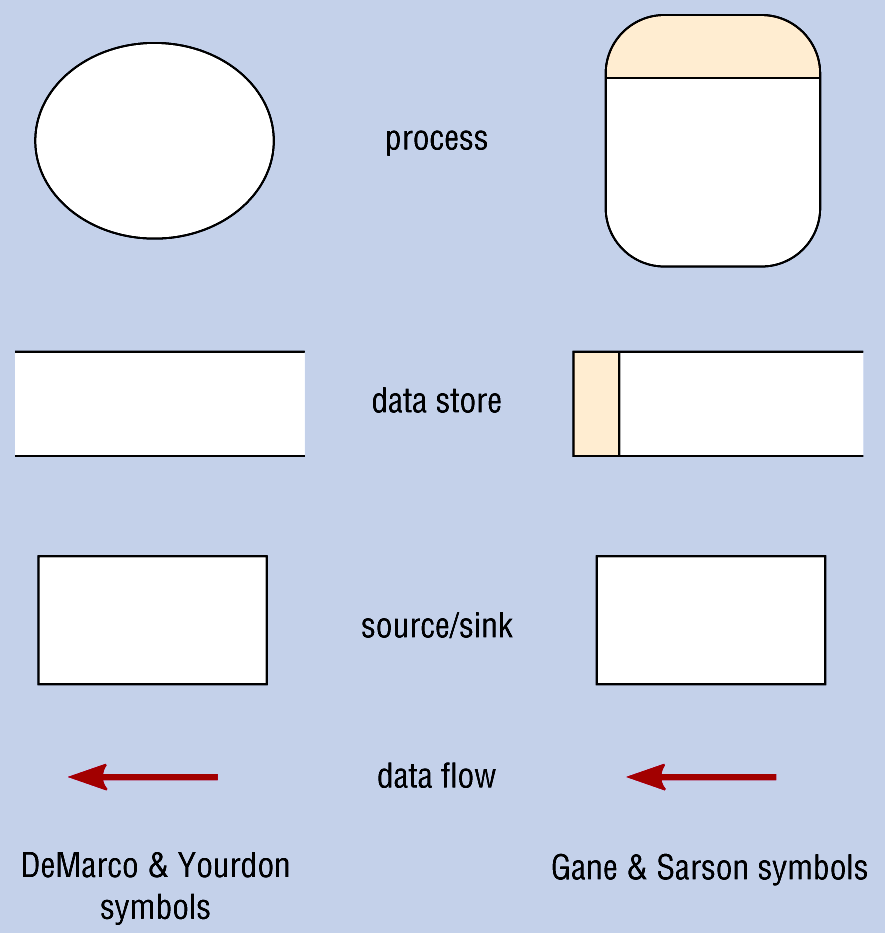 process
data store
source/sink
data flow
DeMarco & Yourdon
symbols
Gane & Sarson symbols